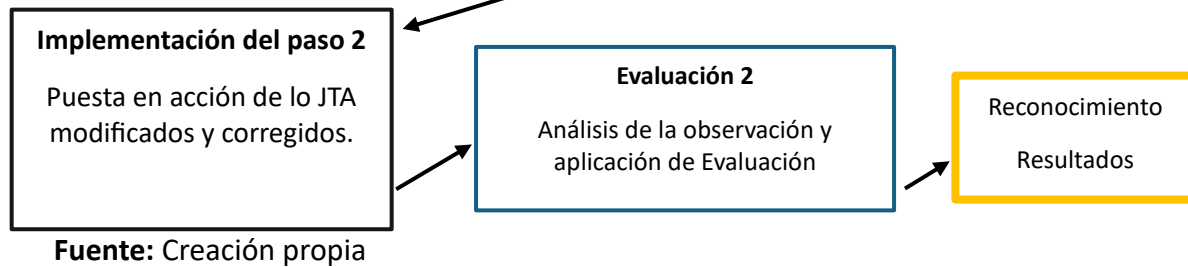 Implementación del paso 2
Puesta en acción de lo JTA
modificados y corregidos.
Evaluación 2
Análisis de la observación y
aplicación de Evaluación
Reconocimiento
Resultados
Fuente: Creación propia